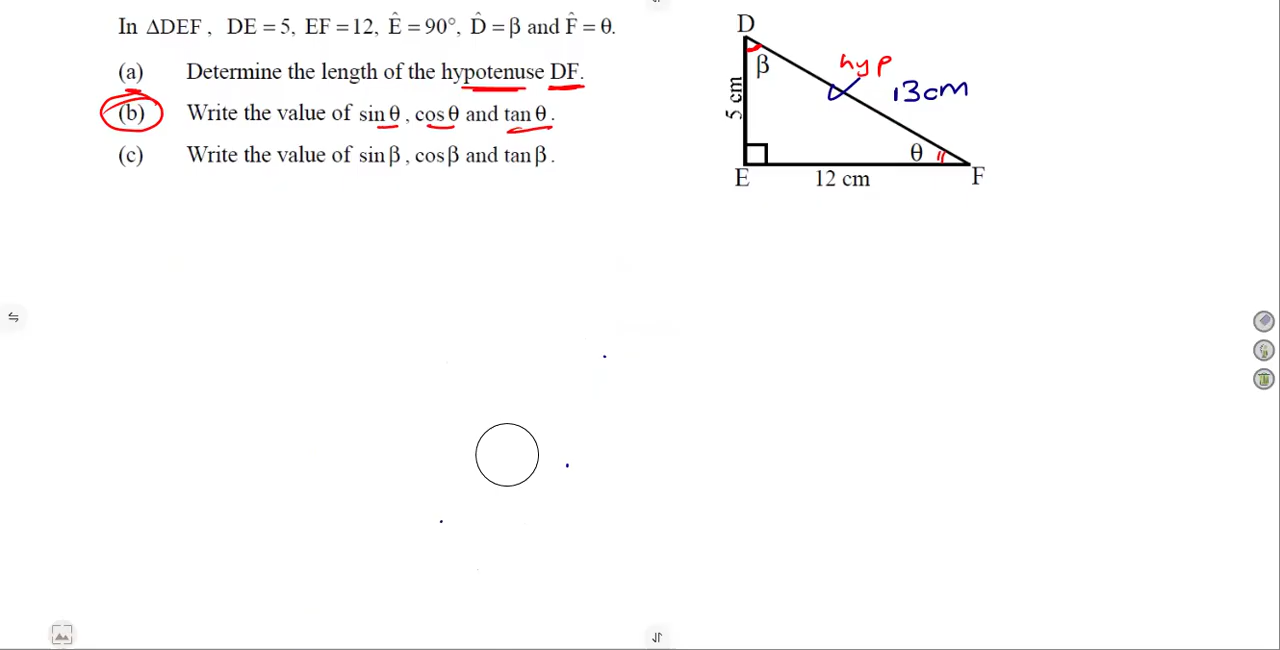 In ΔDEF, DE = 5, EF = 12, Ê = 90°, D̂ = β and F̂ = θ.
(a) Determine the length of the hypotenuse DF.
(b) Write the value of sin θ, cos θ and tan θ.
(c) Write the value of sin β, cos β and tan β.
D
β
hyp
13cm
5 cm
θ
E
12 cm
F